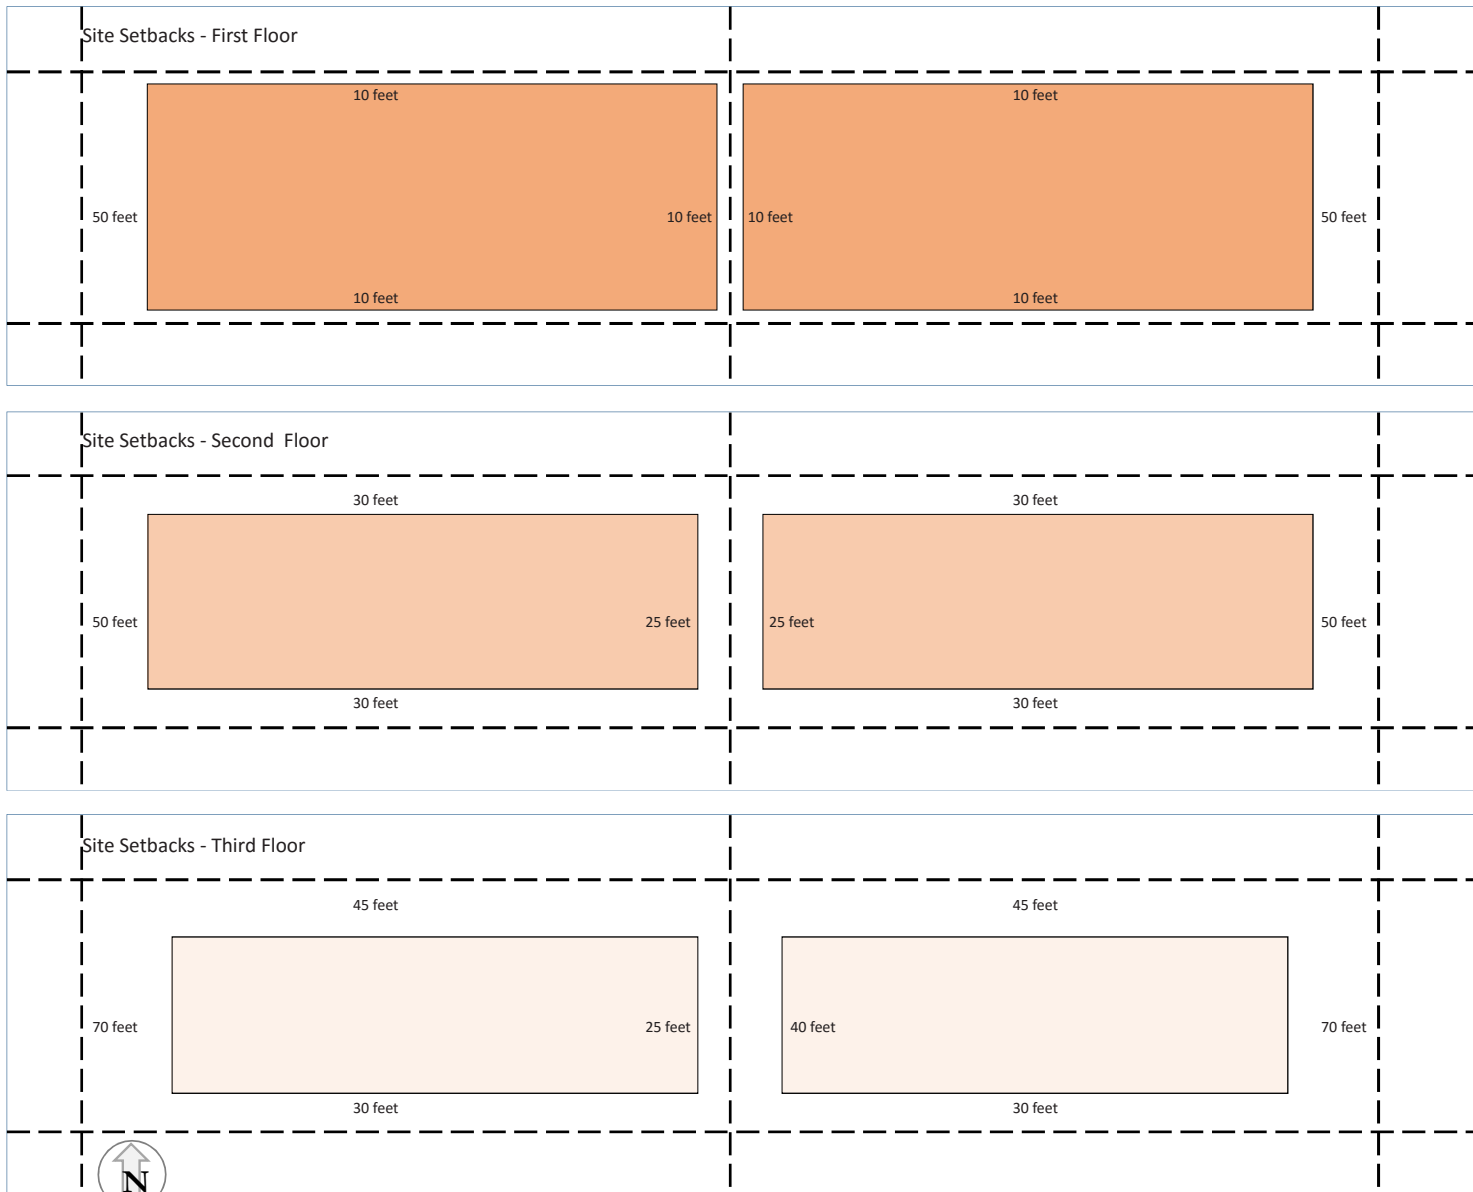 Site Setbacks - First Floor
10 feet 10 feet
50 feet 10 feet 10 feet 50 feet
10 feet 10 feet
Site Setbacks - Second  Floor
30 feet 30 feet
50 feet 25 feet 25 feet 50 feet
30 feet 30 feet
Site Setbacks - Third Floor
45 feet 45 feet
70 feet 25 feet 40 feet 70 feet
30 feet 30 feet
N